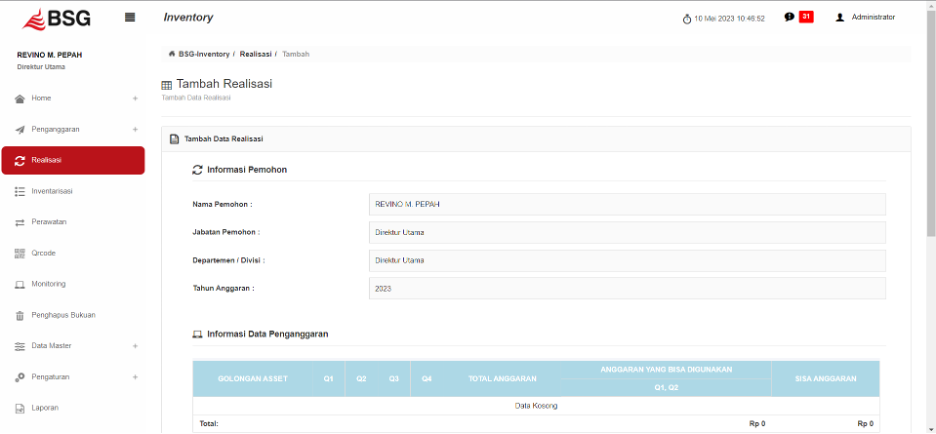 BSG
Inventory
10 Mei 2023 10:46:52
31
Administrator
REVINO M. PEPAH
Direktur Utama
Home
Penganggaran
Realisasi
Inventarisasi
Perawatan
Qrcode
Monitoring
Penghapus Bukuan
Data Master
Pengaturan
Laporan
BSG-Inventory / Realisasi / Tambah
Tambah Realisasi
Tambah Data Realisasi
Tambah Data Realisasi
Informasi Pemohon
Nama Pemohon : REVINO M. PEPAH
Jabatan Pemohon : Direktur Utama
Departemen / Divisi : Direktur Utama
Tahun Anggaran : 2023
Informasi Data Penganggaran
GOLONGAN ASSET Q1 Q2 Q3 Q4 TOTAL ANGGARAN ANGGARAN YANG BISA DIGUNAKAN SISA ANGGARAN
Q1, Q2
Data Kosong
Total: Rp 0 Rp 0